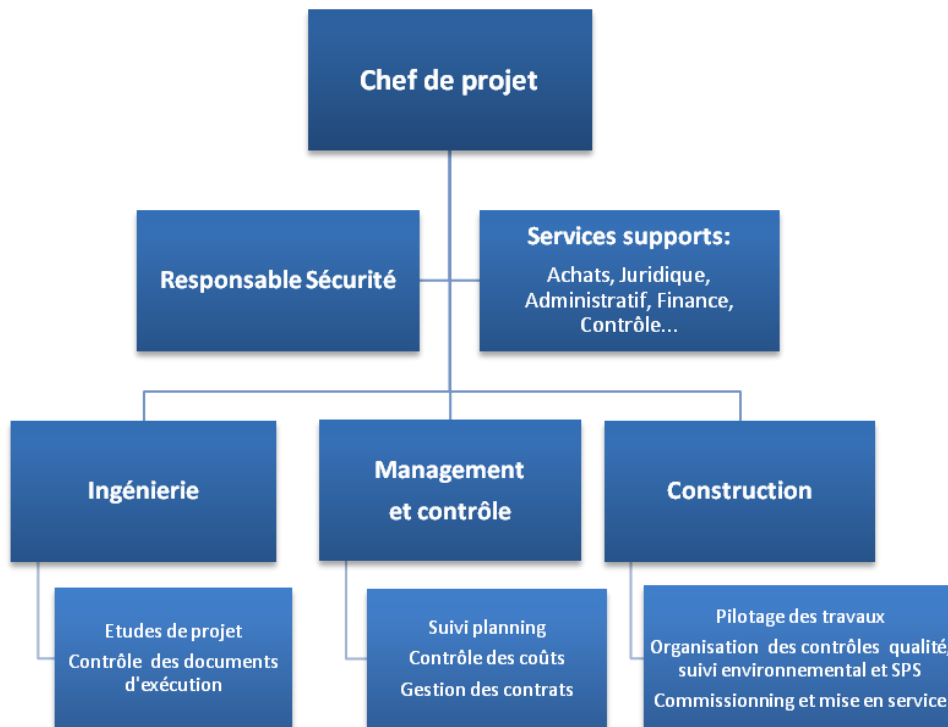 Chef de projet
Responsable Sécurité
Services supports:
Achats, Juridique,
Administratif, Finance,
Contrôle...
Ingénierie
Management
et contrôle
Construction
Etudes de projet
Contrôle des documents
d'exécution
Suivi planning
Contrôle des coûts
Gestion des contrats
Pilotage des travaux
Organisation des contrôles qualité,
suivi environnemental et SPS
Commissionning et mise en service